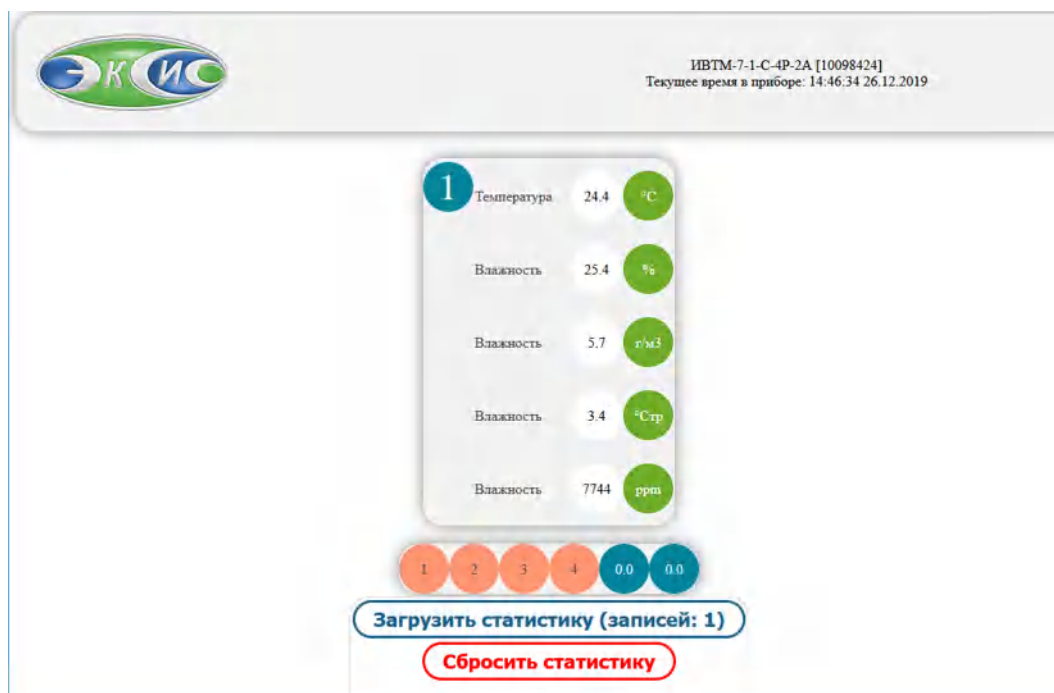 ЭКСИС
ИВТМ-7-1-С-4Р-2А [10098424]
Текущее время в приборе: 14:46:34 26.12.2019
1
Температура 24.4 °C
Влажность 25.4 %
Влажность 5.7 г/м3
Влажность 3.4 °Cтр
Влажность 7744 ppm
1 2 3 4 0.0 0.0
Загрузить статистику (записей: 1)
Сбросить статистику